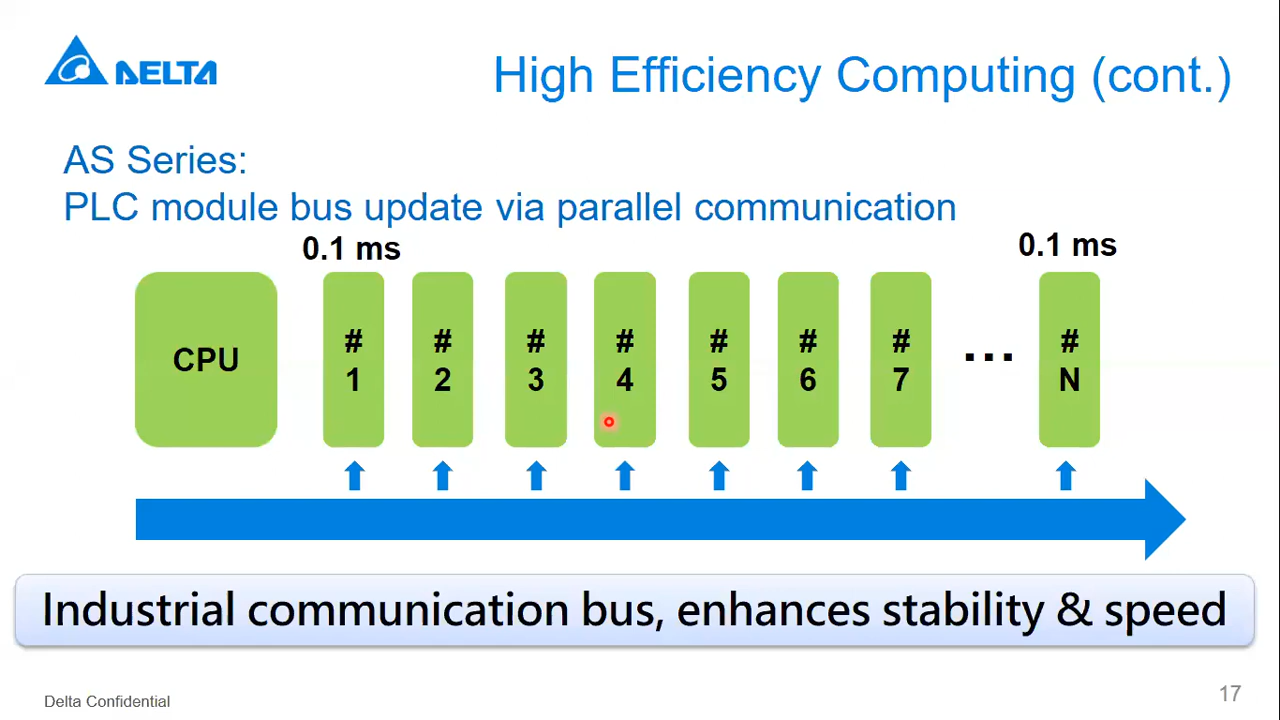 DELTA
High Efficiency Computing (cont.)
AS Series:
PLC module bus update via parallel communication
0.1 ms
0.1 ms
CPU
# 1
# 2
# 3
# 4
# 5
# 6
# 7
...
# N
Industrial communication bus, enhances stability & speed
Delta Confidential
17